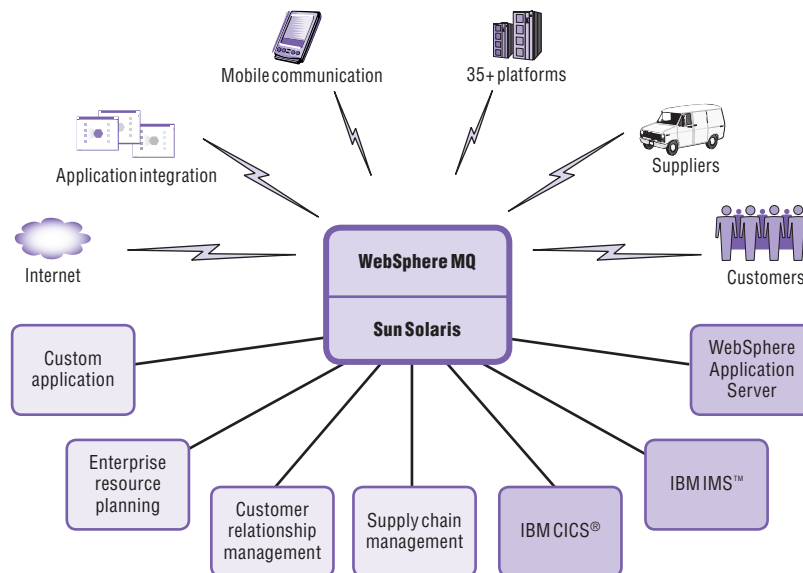 Mobile communication
35+ platforms
Application integration
Suppliers
Internet
Customers
WebSphere MQ
Sun Solaris
Custom
application
WebSphere
Application
Server
Enterprise
resource
planning
IBM IMS™
Customer
relationship
management
Supply chain
management
IBM CICS®